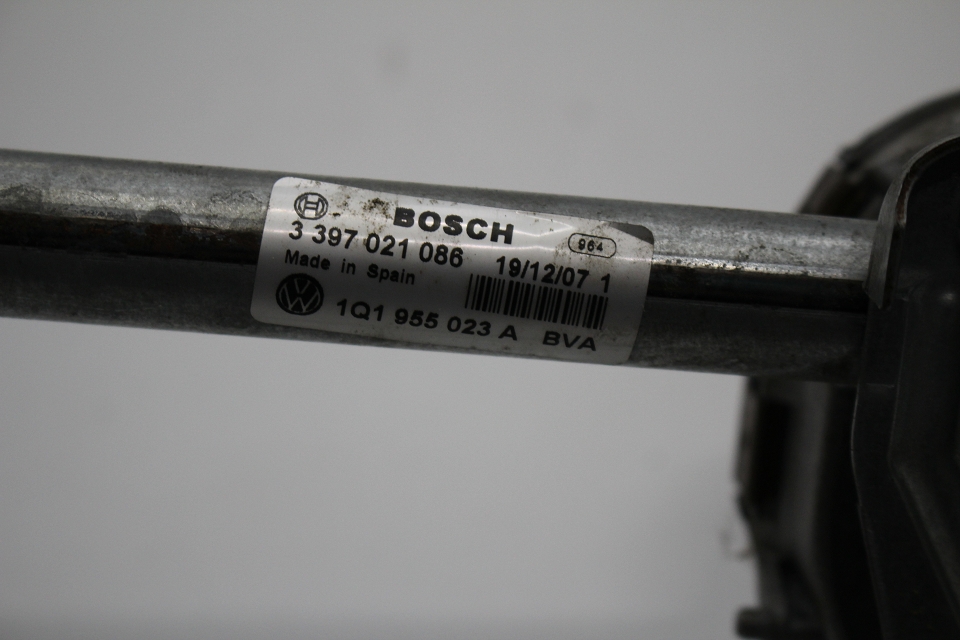 BOSCH
964
3 397 021 086
19/12/07 1
Made in Spain
1Q1 955 023 A BVA